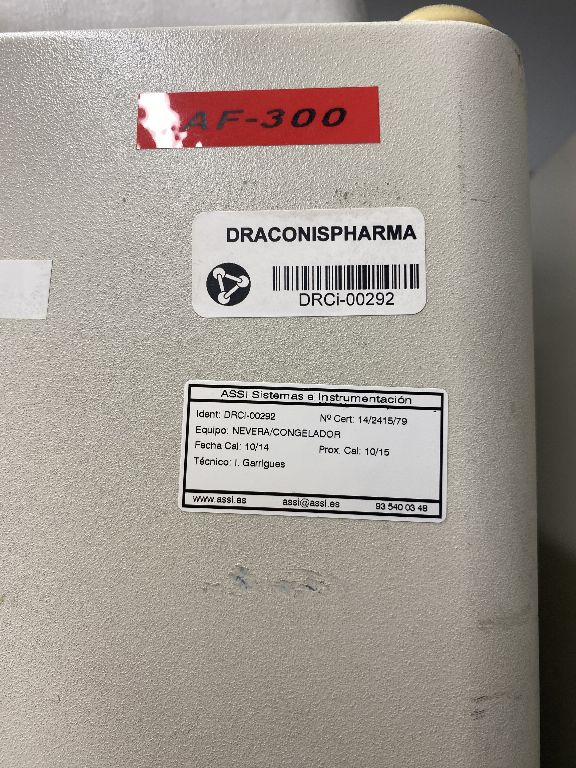 AF-300
DRACONISPHARMA
DRCi-00292
ASSI Sistemas e Instrumentación
Ident: DRCi-00292 Nº Cert: 14/2415/79
Equipo: NEVERA/CONGELADOR
Fecha Cal: 10/14 Prox. Cal: 10/15
Técnico: I. Garrigues
www.assi.es assi@assi.es 93 540 03 48